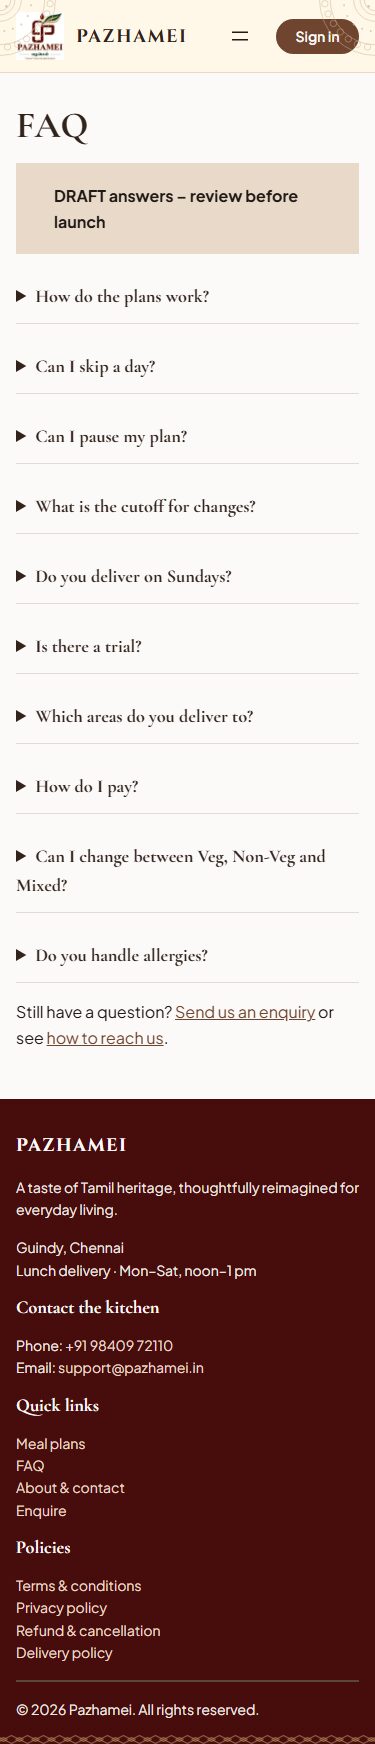 PAZHAMEI
PAZHAMEI
Sign in
FAQ
DRAFT answers – review before
launch
How do the plans work?
Can I skip a day?
Can I pause my plan?
What is the cutoff for changes?
Do you deliver on Sundays?
Is there a trial?
Which areas do you deliver to?
How do I pay?
Can I change between Veg, Non-Veg and
Mixed?
Do you handle allergies?
Still have a question? Send us an enquiry or
see how to reach us.
PAZHAMEI
A taste of Tamil heritage, thoughtfully reimagined for
everyday living.
Guindy, Chennai
Lunch delivery · Mon–Sat, noon–1 pm
Contact the kitchen
Phone: +91 98409 72110
Email: support@pazhamei.in
Quick links
Meal plans
FAQ
About & contact
Enquire
Policies
Terms & conditions
Privacy policy
Refund & cancellation
Delivery policy
© 2026 Pazhamei. All rights reserved.